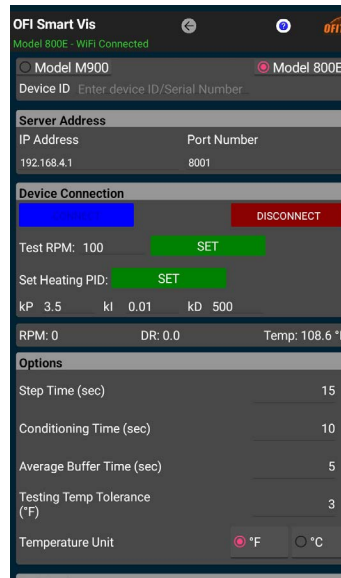 OFI Smart Vis
?
OFI
Model 800E - WiFi Connected
Model M900 Model 800E
Device ID Enter device ID/Serial Number
Server Address
IP Address Port Number
192.168.4.1 8001
Device Connection
DISCONNECT
Test RPM: 100 SET
Set Heating PID: SET
kP 3.5 kI 0.01 kD 500
RPM: 0 DR: 0.0 Temp: 108.6 °
Options
Step Time (sec) 15
Conditioning Time (sec) 10
Average Buffer Time (sec) 5
Testing Temp Tolerance
(°F) 3
Temperature Unit °F °C